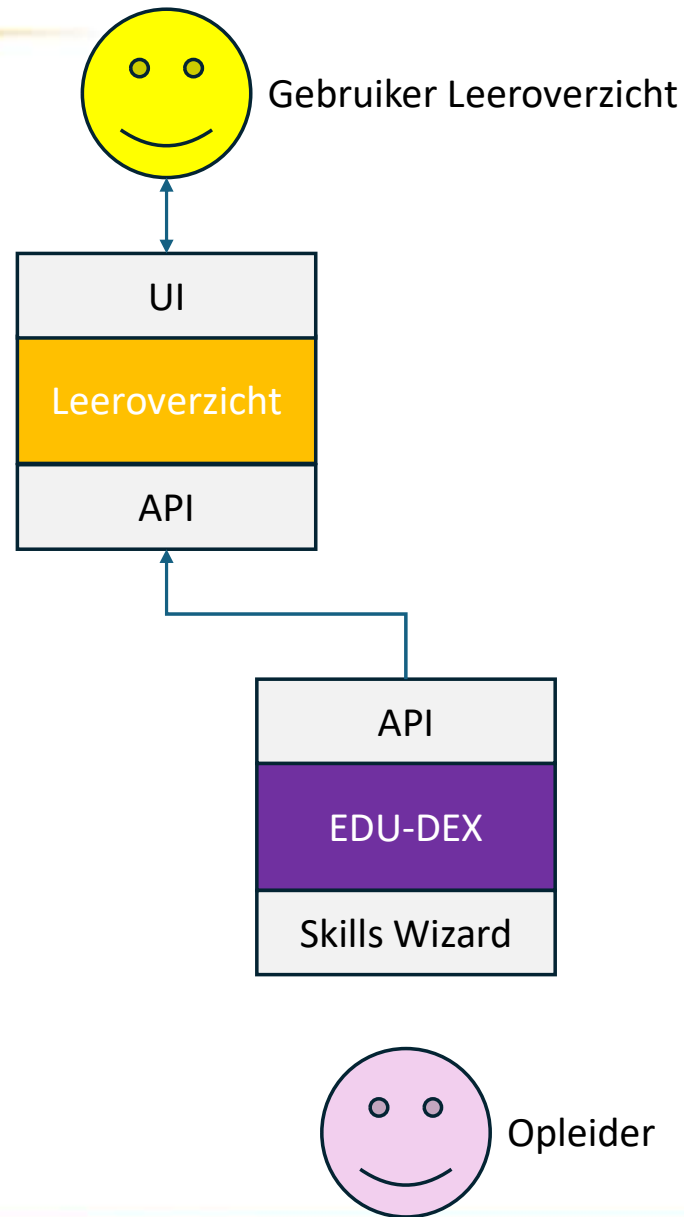 Gebruiker Leeroverzicht
UI
Leeroverzicht
API
API
EDU-DEX
Skills Wizard
Opleider